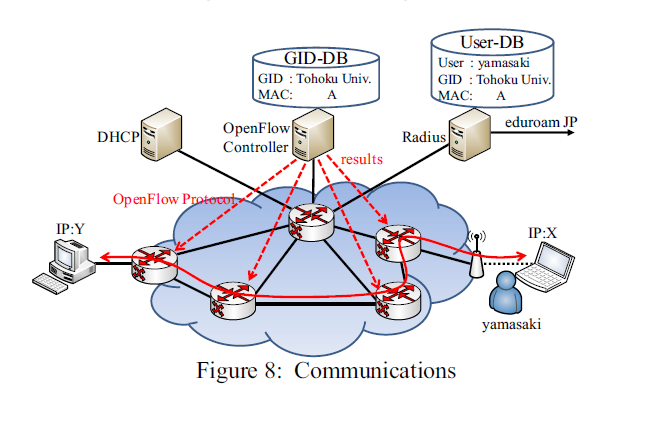 GID-DB
GID : Tohoku Univ.
MAC: A
User-DB
User : yamasaki
GID : Tohoku Univ.
MAC: A
DHCP
OpenFlow
Controller
Radius
eduroam JP
results
OpenFlow Protocol
IP:Y
IP:X
yamasaki
Figure 8: Communications